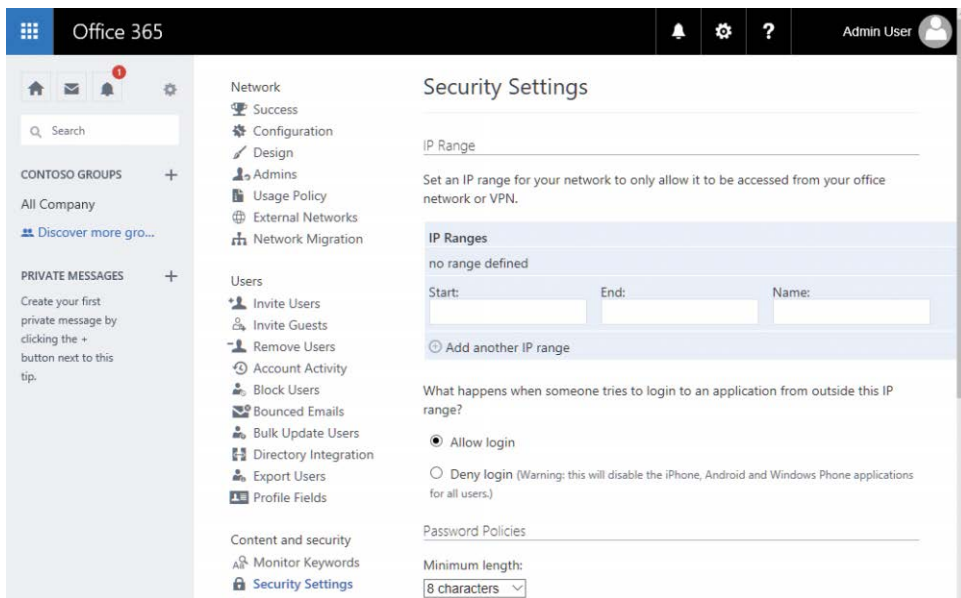 Office 365
Admin User
1
Search
CONTOSO GROUPS +
All Company
Discover more gro...
PRIVATE MESSAGES +
Create your first
private message by
clicking the +
button next to this
tip.
Network
Success
Configuration
Design
Admins
Usage Policy
External Networks
Network Migration
Users
Invite Users
Invite Guests
Remove Users
Account Activity
Block Users
Bounced Emails
Bulk Update Users
Directory Integration
Export Users
Profile Fields
Content and security
Monitor Keywords
Security Settings
Security Settings
IP Range
Set an IP range for your network to only allow it to be accessed from your office
network or VPN.
IP Ranges
no range defined
Start: End: Name:
Add another IP range
What happens when someone tries to login to an application from outside this IP
range?
Allow login
Deny login (Warning: this will disable the iPhone, Android and Windows Phone applications
for all users.)
Password Policies
Minimum length:
8 characters